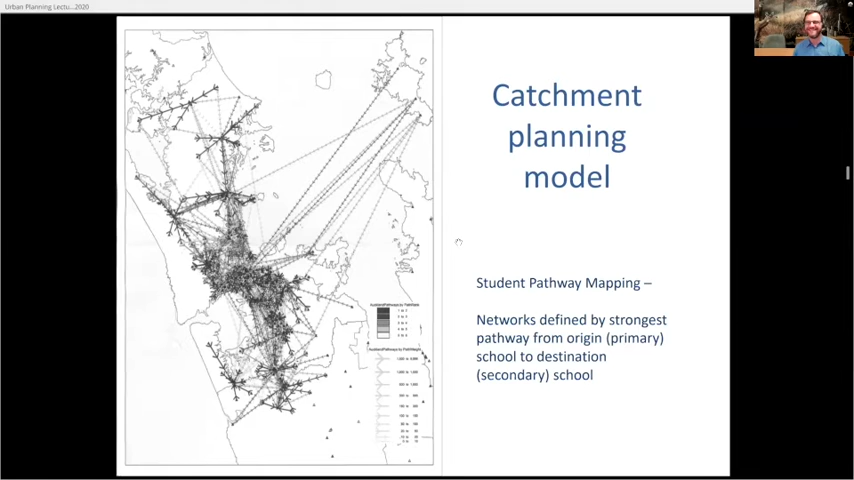 Urban Planning Lectu...2020
Catchment
planning
model
Student Pathway Mapping –
Networks defined by strongest
pathway from origin (primary)
school to destination
(secondary) school